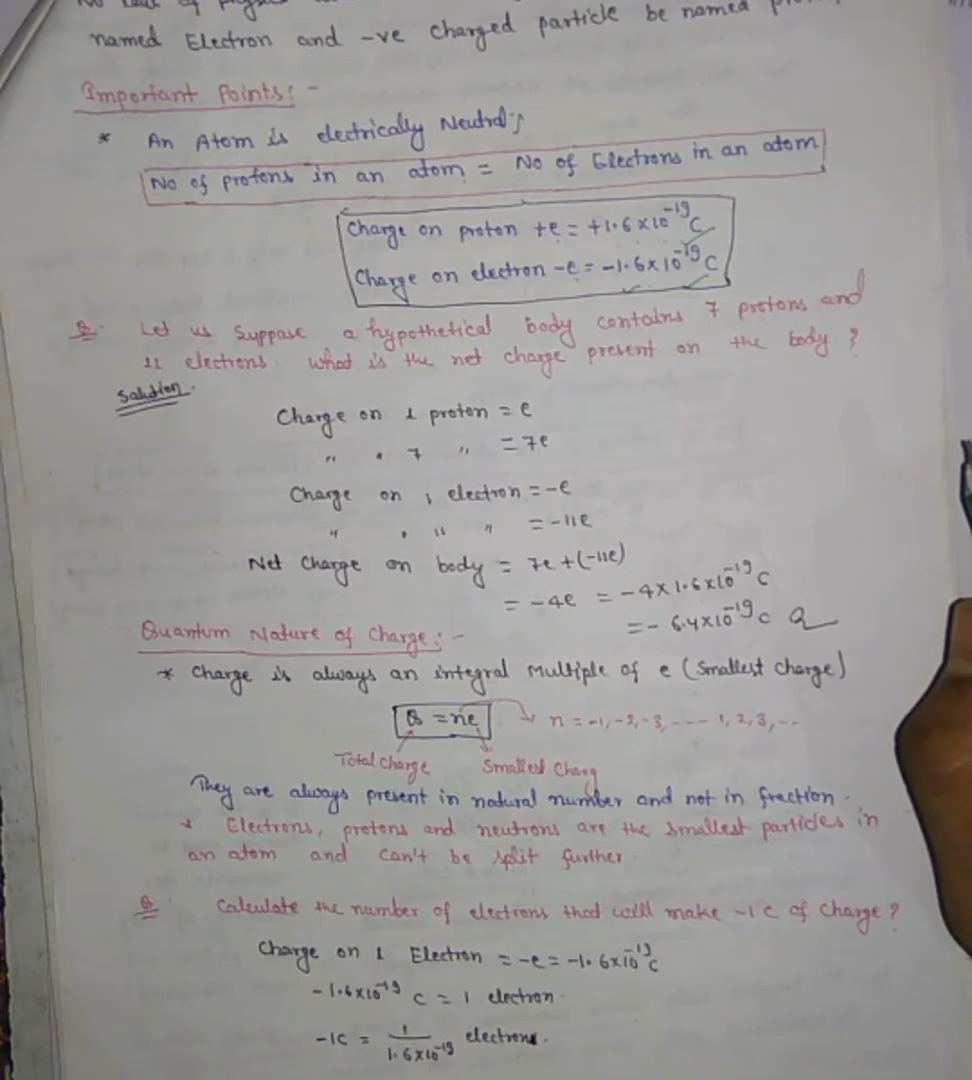 of
named Electron and -ve charged particle be named
Important Points: -
* An Atom is electrically Neutral;
No of protons in an atom = No of Electrons in an atom
Charge on proton +e = +1.6 x 10⁻¹⁹ C
Charge on electron -e = -1.6 x 10⁻¹⁹ C
Q. Let us suppose a hypothetical body contains 7 protons and
11 electrons. What is the net charge present on the body ?
Solution.
Charge on 1 proton = e
" " 7 " = 7e
Charge on 1 electron = -e
" " 11 " = -11e
Net Charge on body = 7e + (-11e)
= -4e = -4 x 1.6 x 10⁻¹⁹ C
= - 6.4 x 10⁻¹⁹ C
Quantum Nature of Charge : -
* Charge is always an integral Multiple of e (Smallest charge)
Q = ne n = -1, -2, -3, ---- 1, 2, 3, --
Total Charge Smallest Charg
They are always present in natural number and not in fraction.
* Electrons, protons and neutrons are the smallest particles in
an atom and can't be split further.
Q Calculate the number of electrons that will make -1 C of Charge ?
Charge on 1 Electron = -e = -1.6 x 10⁻¹⁹ C
-1.6 x 10⁻¹⁹ C = 1 electron.
-1C = 1 / 1.6 x 10⁻¹⁹ electrons.